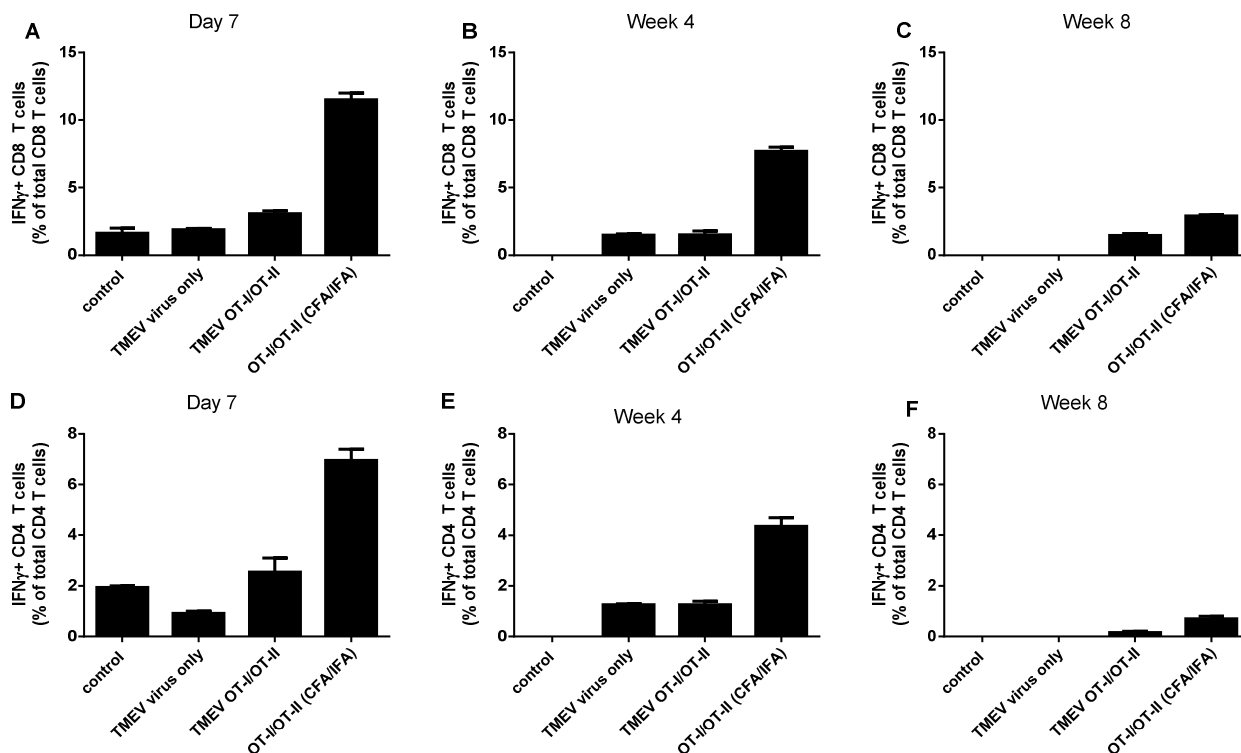 A
Day 7
IFNγ+ CD8 T cells
(% of total CD8 T cells)
15
10
5
0
control
TMEV virus only
TMEV OT-I/OT-II
OT-I/OT-II (CFA/IFA)
B
Week 4
IFNγ+ CD8 T cells
(% of total CD8 T cells)
15
10
5
0
control
TMEV virus only
TMEV OT-I/OT-II
OT-I/OT-II (CFA/IFA)
C
Week 8
IFNγ+ CD8 T cells
(% of total CD8 T cells)
15
10
5
0
control
TMEV virus only
TMEV OT-I/OT-II
OT-I/OT-II (CFA/IFA)
D
Day 7
IFNγ+ CD4 T cells
(% of total CD4 T cells)
8
6
4
2
0
control
TMEV virus only
TMEV OT-I/OT-II
OT-I/OT-II (CFA/IFA)
E
Week 4
IFNγ+ CD4 T cells
(% of total CD4 T cells)
8
6
4
2
0
control
TMEV virus only
TMEV OT-I/OT-II
OT-I/OT-II (CFA/IFA)
F
Week 8
IFNγ+ CD4 T cells
(% of total CD4 T cells)
8
6
4
2
0
control
TMEV virus only
TMEV OT-I/OT-II
OT-I/OT-II (CFA/IFA)